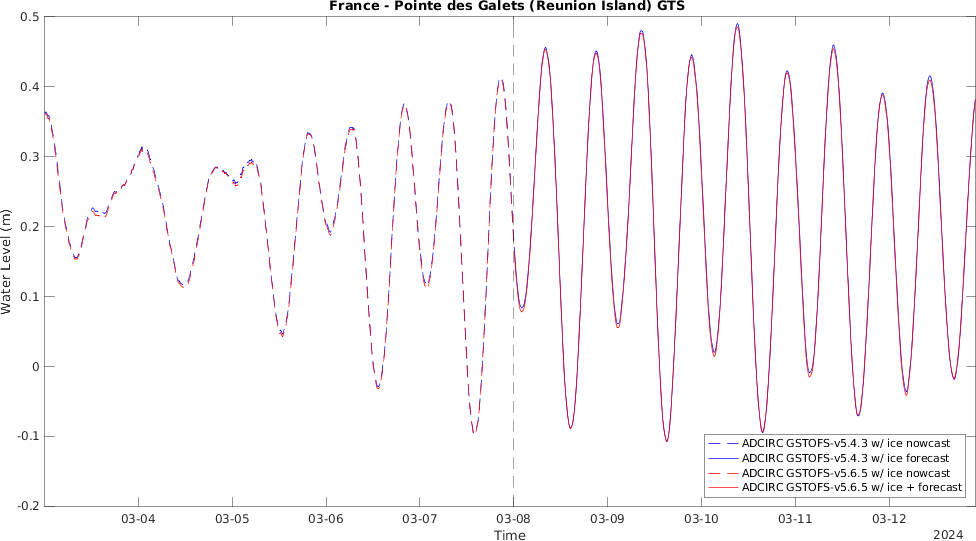 France - Pointe des Galets (Reunion Island) GTS
0.5
0.4
0.3
0.2
0.1
0
-0.1
-0.2
Water Level (m)
03-04
03-05
03-06
03-07
03-08
03-09
03-10
03-11
03-12
Time
2024
ADCIRC GSTOFS-v5.4.3 w/ ice nowcast
ADCIRC GSTOFS-v5.4.3 w/ ice forecast
ADCIRC GSTOFS-v5.6.5 w/ ice nowcast
ADCIRC GSTOFS-v5.6.5 w/ ice + forecast